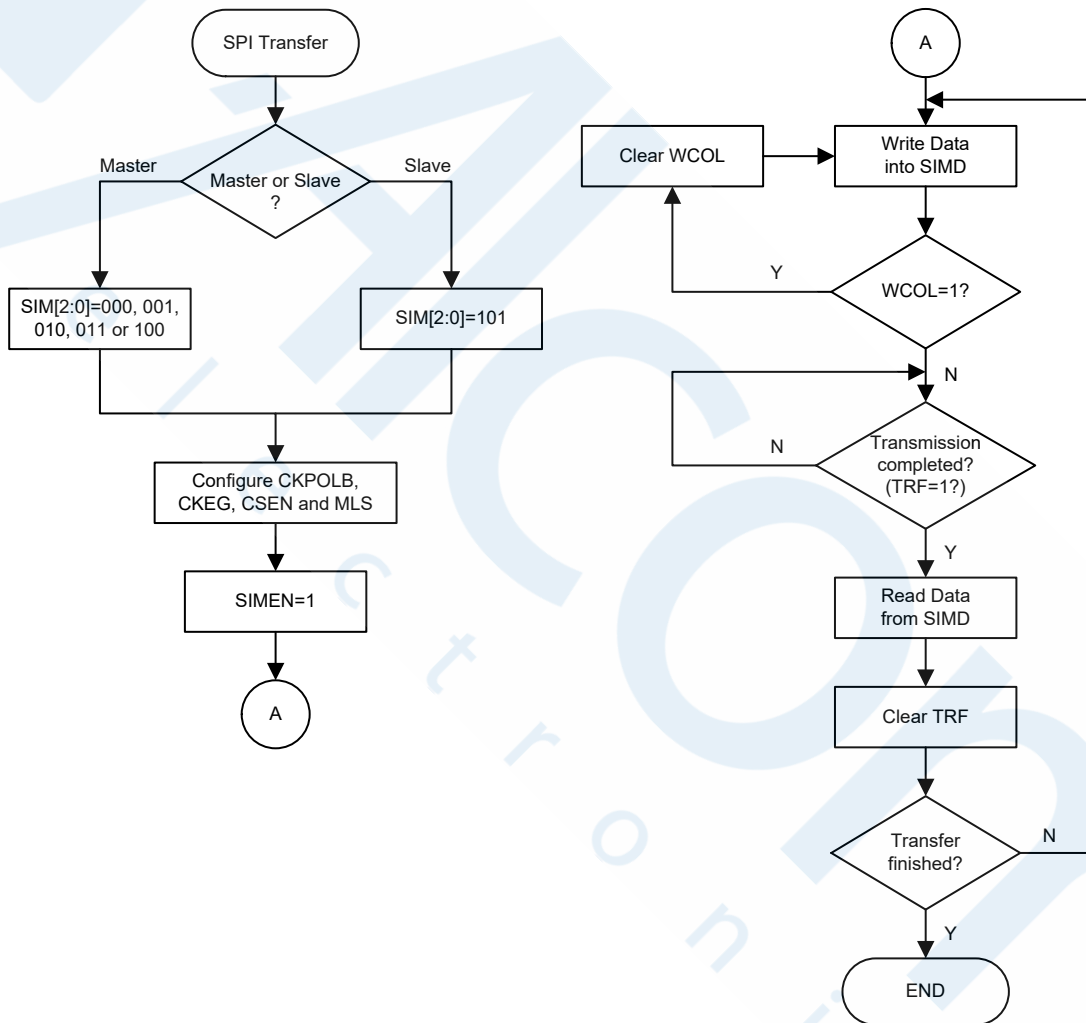 SPI Transfer
Master
Master or Slave
?
Slave
SIM[2:0]=000, 001,
010, 011 or 100
SIM[2:0]=101
Configure CKPOLB,
CKEG, CSEN and MLS
SIMEN=1
A
A
Clear WCOL
Write Data
into SIMD
Y
WCOL=1?
N
N
Transmission
completed?
(TRF=1?)
Y
Read Data
from SIMD
Clear TRF
Transfer
finished?
N
Y
END